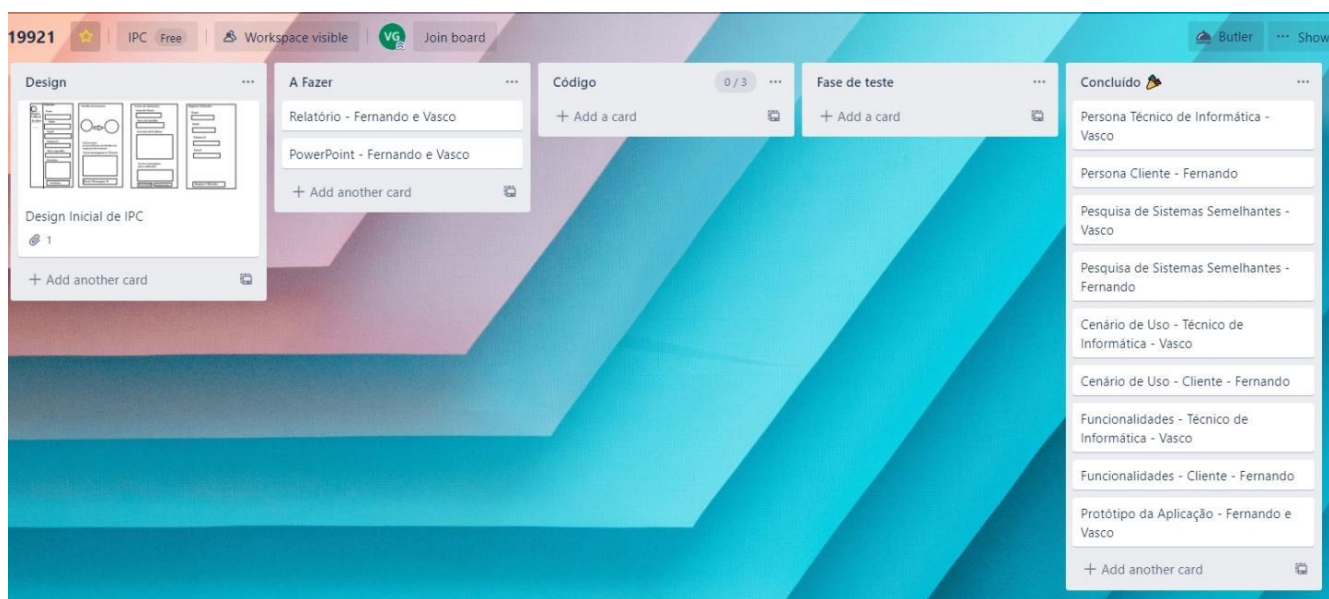 19921
IPC Free
Workspace visible
VG
Join board
Butler
Show
Design
Design Inicial de IPC
1
+ Add another card
A Fazer
Relatório - Fernando e Vasco
PowerPoint - Fernando e Vasco
+ Add another card
Código
0 / 3
+ Add a card
Fase de teste
+ Add a card
Concluído
Persona Técnico de Informática -
Vasco
Persona Cliente - Fernando
Pesquisa de Sistemas Semelhantes -
Vasco
Pesquisa de Sistemas Semelhantes -
Fernando
Cenário de Uso - Técnico de
Informática - Vasco
Cenário de Uso - Cliente - Fernando
Funcionalidades - Técnico de
Informática - Vasco
Funcionalidades - Cliente - Fernando
Protótipo da Aplicação - Fernando e
Vasco
+ Add another card